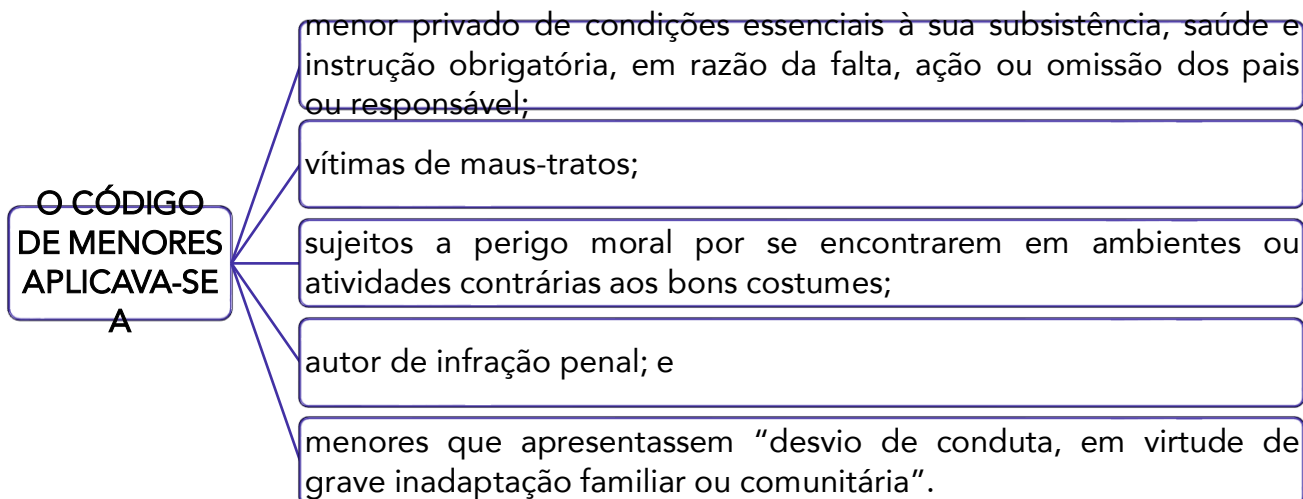 O CÓDIGO
DE MENORES
APLICAVA-SE
A
menor privado de condições essenciais à sua subsistência, saúde e
instrução obrigatória, em razão da falta, ação ou omissão dos pais
ou responsável;
vítimas de maus-tratos;
sujeitos a perigo moral por se encontrarem em ambientes ou
atividades contrárias aos bons costumes;
autor de infração penal; e
menores que apresentassem “desvio de conduta, em virtude de
grave inadaptação familiar ou comunitária”.